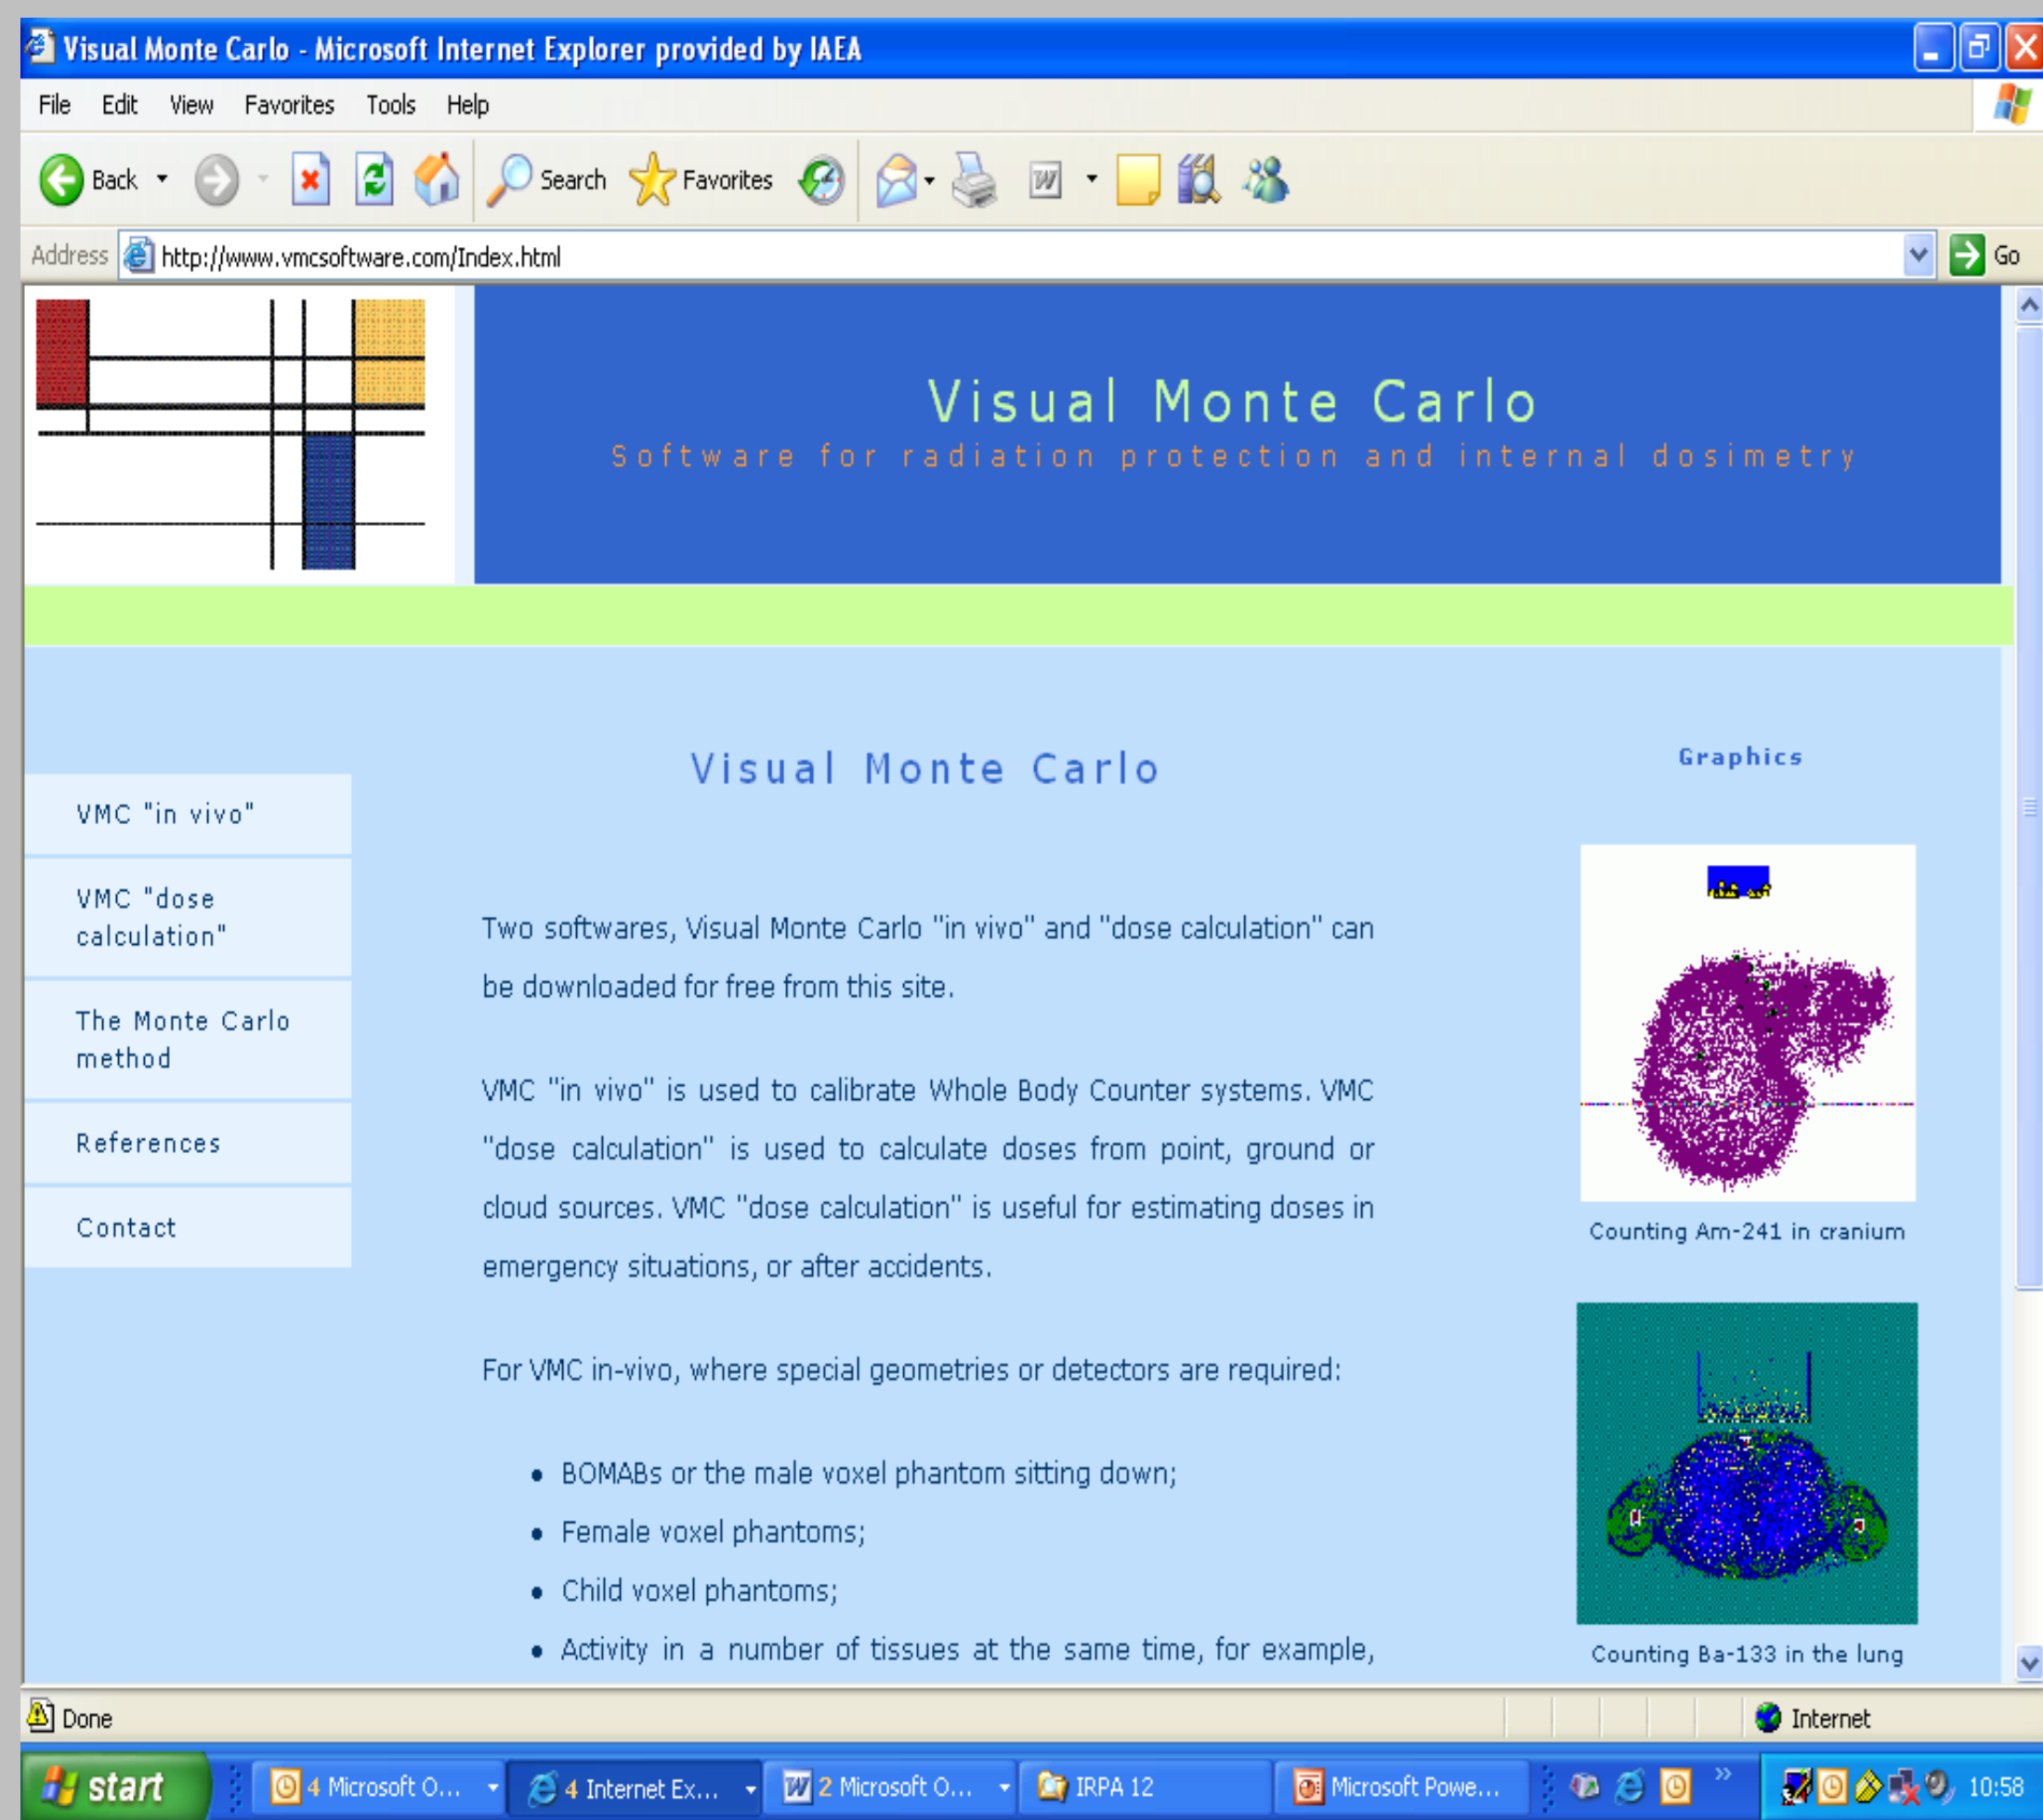 Visual Monte Carlo - Microsoft Internet Explorer provided by IAEA
File Edit View Favorites Tools Help
Back Search Favorites
Address http://www.vmcsoftware.com/Index.html Go
Visual Monte Carlo
Software for radiation protection and internal dosimetry
VMC "in vivo"
VMC "dose
calculation"
The Monte Carlo
method
References
Contact
Visual Monte Carlo
Two softwares, Visual Monte Carlo "in vivo" and "dose calculation" can
be downloaded for free from this site.
VMC "in vivo" is used to calibrate Whole Body Counter systems. VMC
"dose calculation" is used to calculate doses from point, ground or
cloud sources. VMC "dose calculation" is useful for estimating doses in
emergency situations, or after accidents.
For VMC in-vivo, where special geometries or detectors are required:
• BOMABs or the male voxel phantom sitting down;
• Female voxel phantoms;
• Child voxel phantoms;
• Activity in a number of tissues at the same time, for example,
Graphics
Counting Am-241 in cranium
Counting Ba-133 in the lung
Done Internet
start 4 Microsoft O... 4 Internet Ex... 2 Microsoft O... IRPA 12 Microsoft Powe... » 10:58